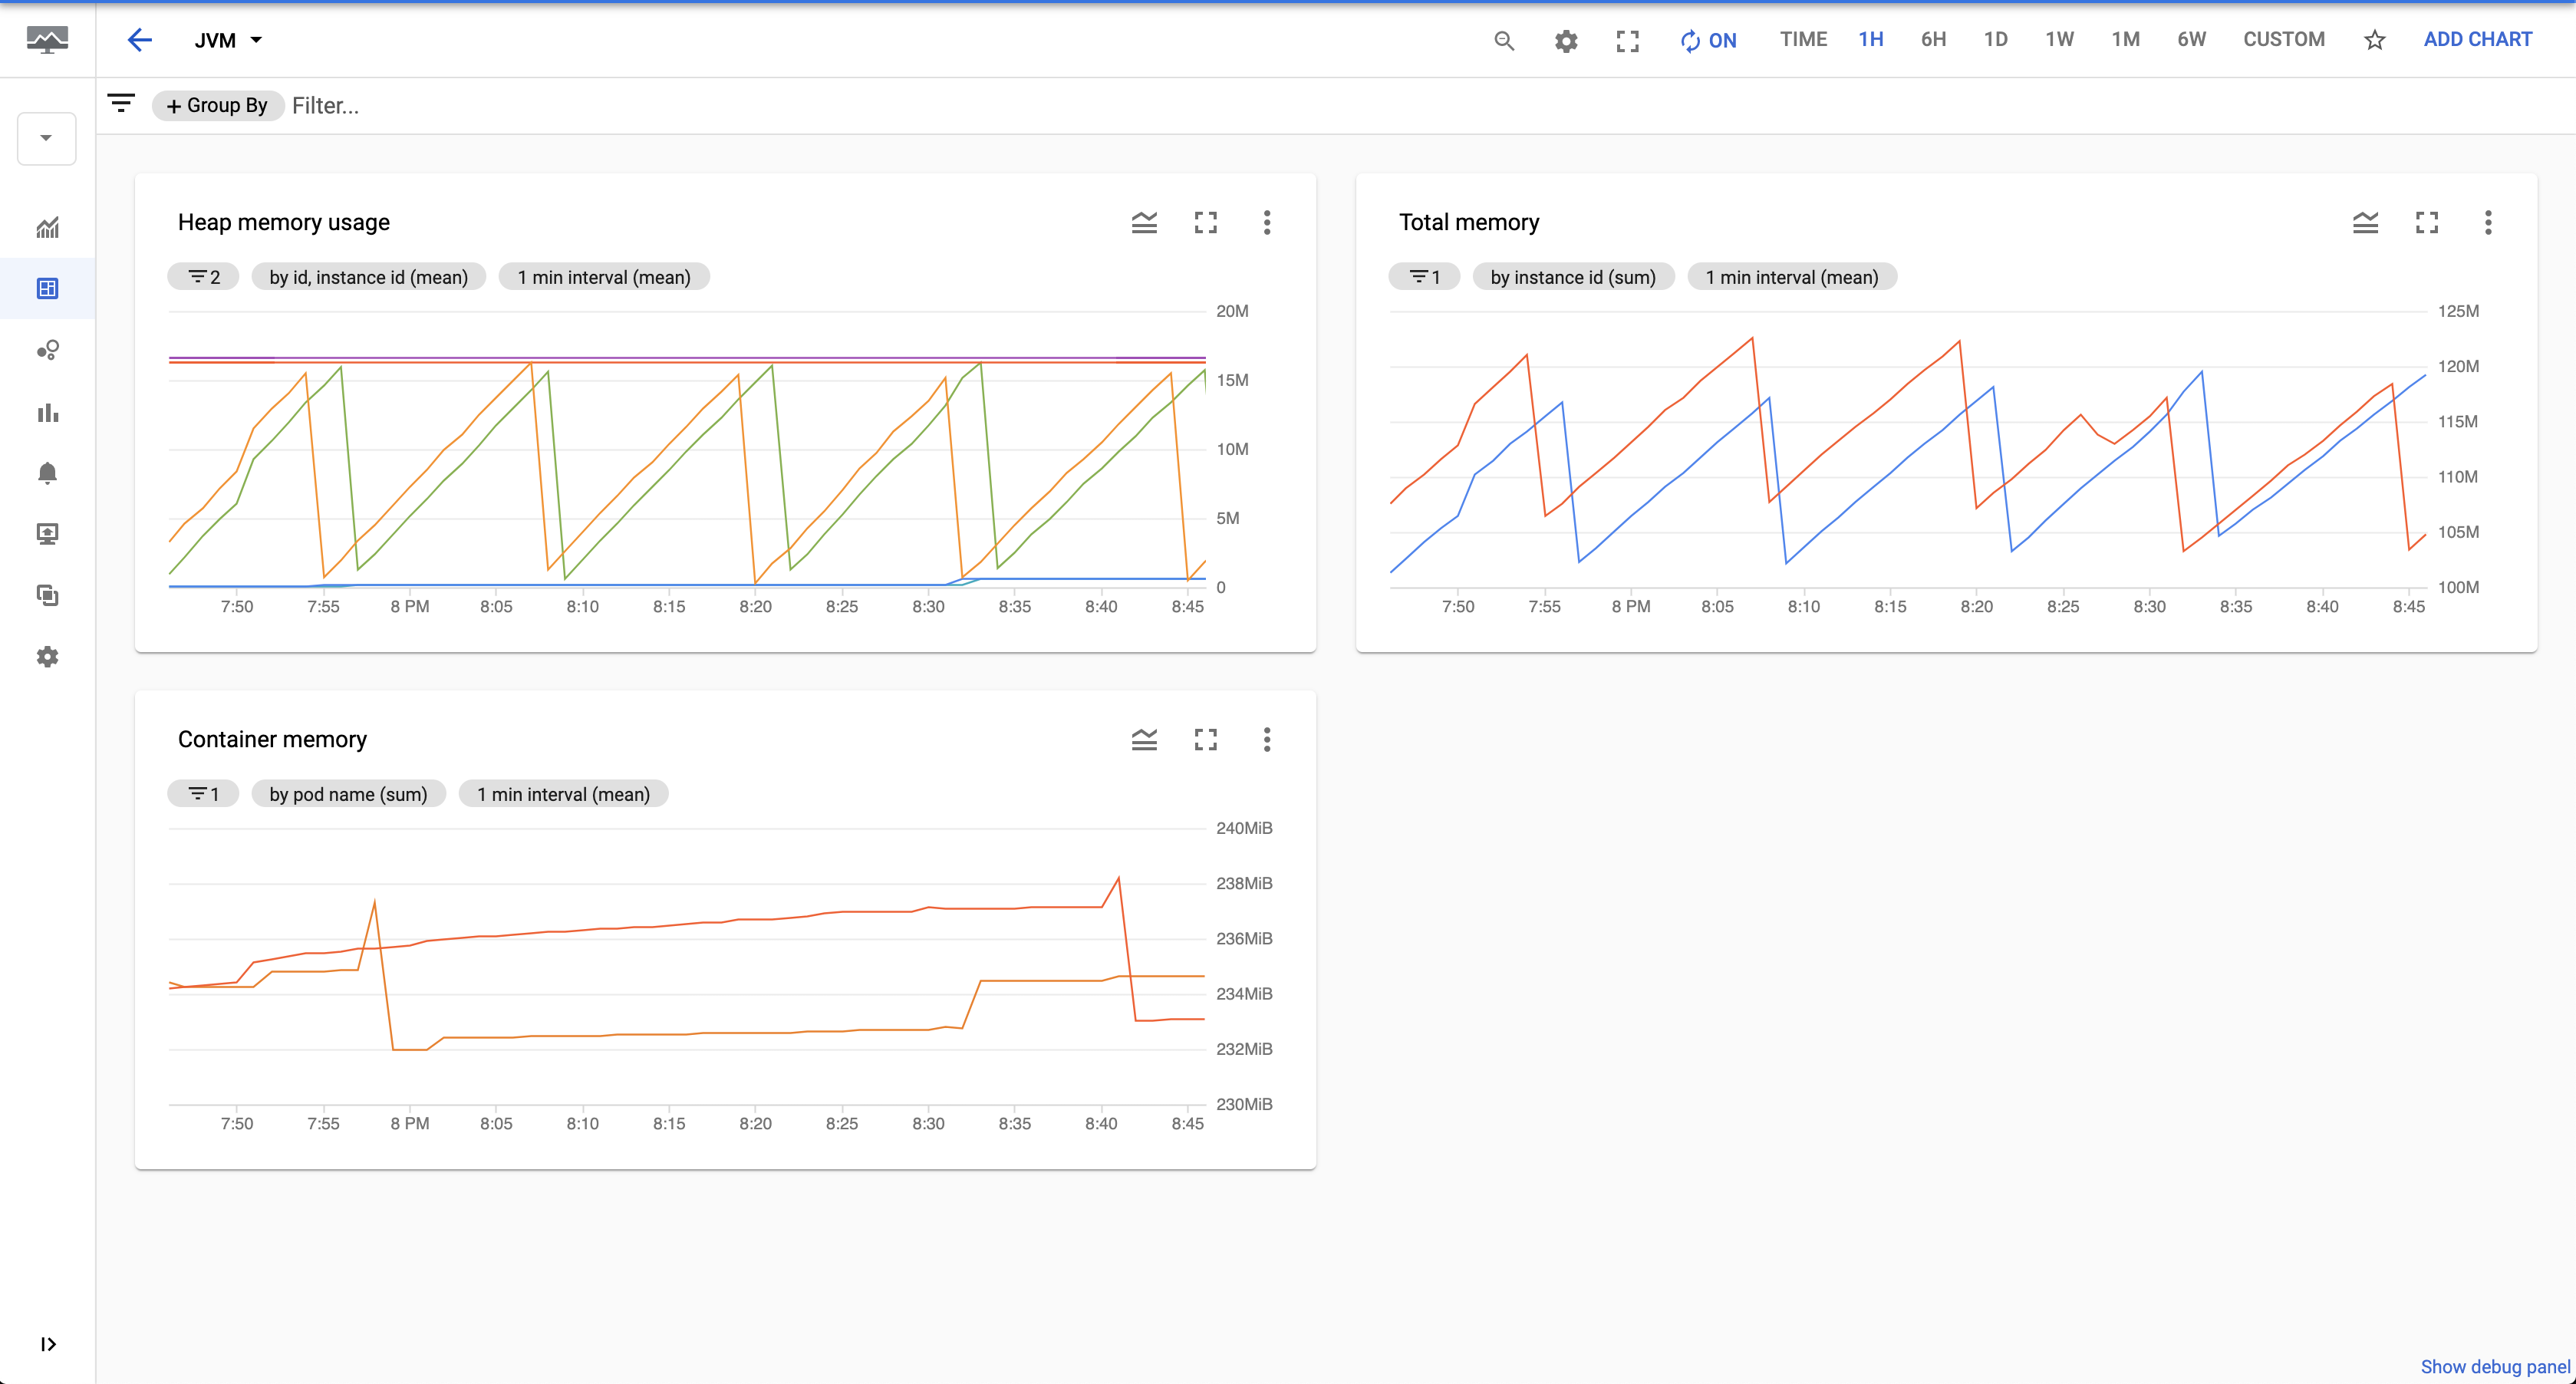 JVM
ON TIME 1H 6H 1D 1W 1M 6W CUSTOM ADD CHART
+ Group By Filter...
Heap memory usage
2 by id, instance id (mean) 1 min interval (mean)
20M
15M
10M
5M
0
7:50 7:55 8 PM 8:05 8:10 8:15 8:20 8:25 8:30 8:35 8:40 8:45
Total memory
1 by instance id (sum) 1 min interval (mean)
125M
120M
115M
110M
105M
100M
7:50 7:55 8 PM 8:05 8:10 8:15 8:20 8:25 8:30 8:35 8:40 8:45
Container memory
1 by pod name (sum) 1 min interval (mean)
240MiB
238MiB
236MiB
234MiB
232MiB
230MiB
7:50 7:55 8 PM 8:05 8:10 8:15 8:20 8:25 8:30 8:35 8:40 8:45
Show debug panel